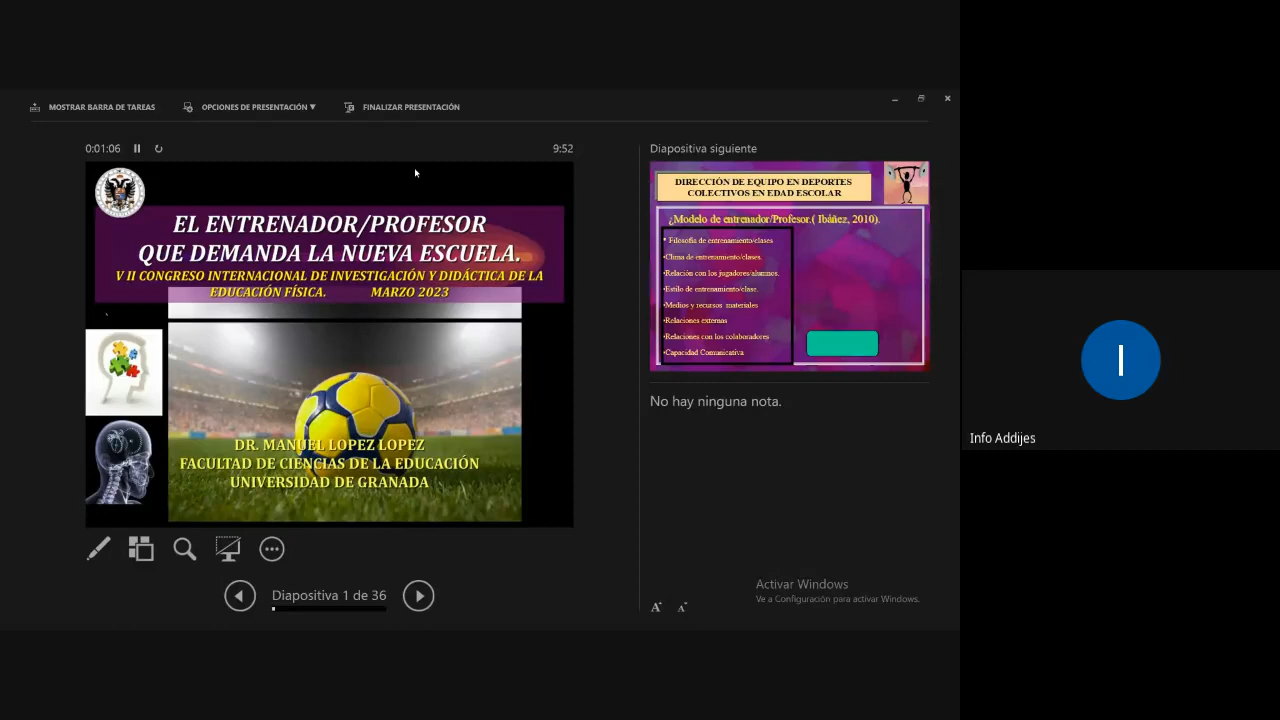 MOSTRAR BARRA DE TAREAS
OPCIONES DE PRESENTACIÓN ▼
FINALIZAR PRESENTACIÓN
0:01:06
9:52
EL ENTRENADOR/PROFESOR
QUE DEMANDA LA NUEVA ESCUELA.
V II CONGRESO INTERNACIONAL DE INVESTIGACIÓN Y DIDÁCTICA DE LA
EDUCACIÓN FÍSICA. MARZO 2023
DR. MANUEL LOPEZ LOPEZ
FACULTAD DE CIENCIAS DE LA EDUCACIÓN
UNIVERSIDAD DE GRANADA
Diapositiva 1 de 36
Diapositiva siguiente
DIRECCIÓN DE EQUIPO EN DEPORTES
COLECTIVOS EN EDAD ESCOLAR
¿Modelo de entrenador/Profesor.( Ibáñez, 2010).
• Filosofía de entrenamiento/clases
•Clima de entrenamiento/clases.
•Relación con los jugadores/alumnos.
•Estilo de entrenamiento/clase.
•Medios y recursos materiales
•Relaciones externas
•Relaciones con los colaboradores
•Capacidad Comunicativa
No hay ninguna nota.
Activar Windows
Ve a Configuración para activar Windows.
A A
I
Info Addijes